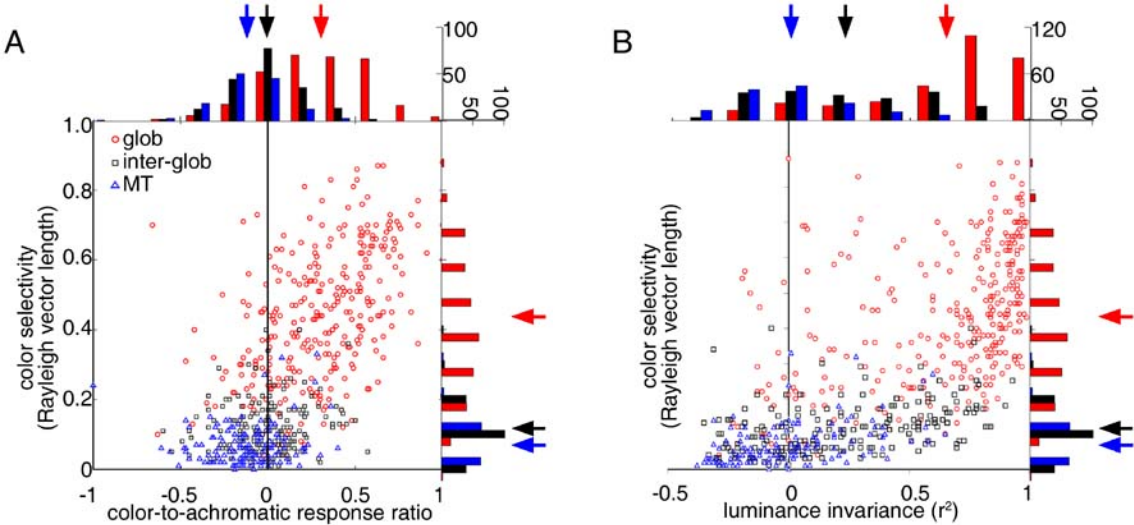 A
100
50
50
100
1.0
0.8
0.6
0.4
0.2
0
glob
inter-glob
MT
color selectivity
(Rayleigh vector length)
-1
-0.5
0
0.5
1
color-to-achromatic response ratio
B
120
60
50
100
color selectivity
(Rayleigh vector length)
-0.5
0
0.5
1
luminance invariance (r²)